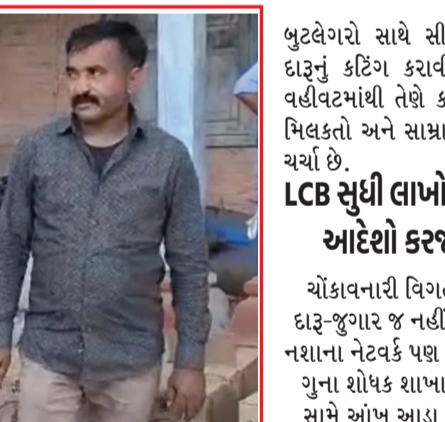 બુટલેગરો સાથે સી
દારૂનું કટિંગ કરાવી
વહીવટમાંથી તેણે ક
મિલકતો અને સામ્રા
ચર્ચા છે.
LCB સુધી લાખો
આદેશો કરજ
ચોંકાવનારી વિગત
દારૂ-જુગાર જ નહીં
નશાના નેટવર્ક પણ
ગુના શોધક શાખા
સામે આંખ આડા